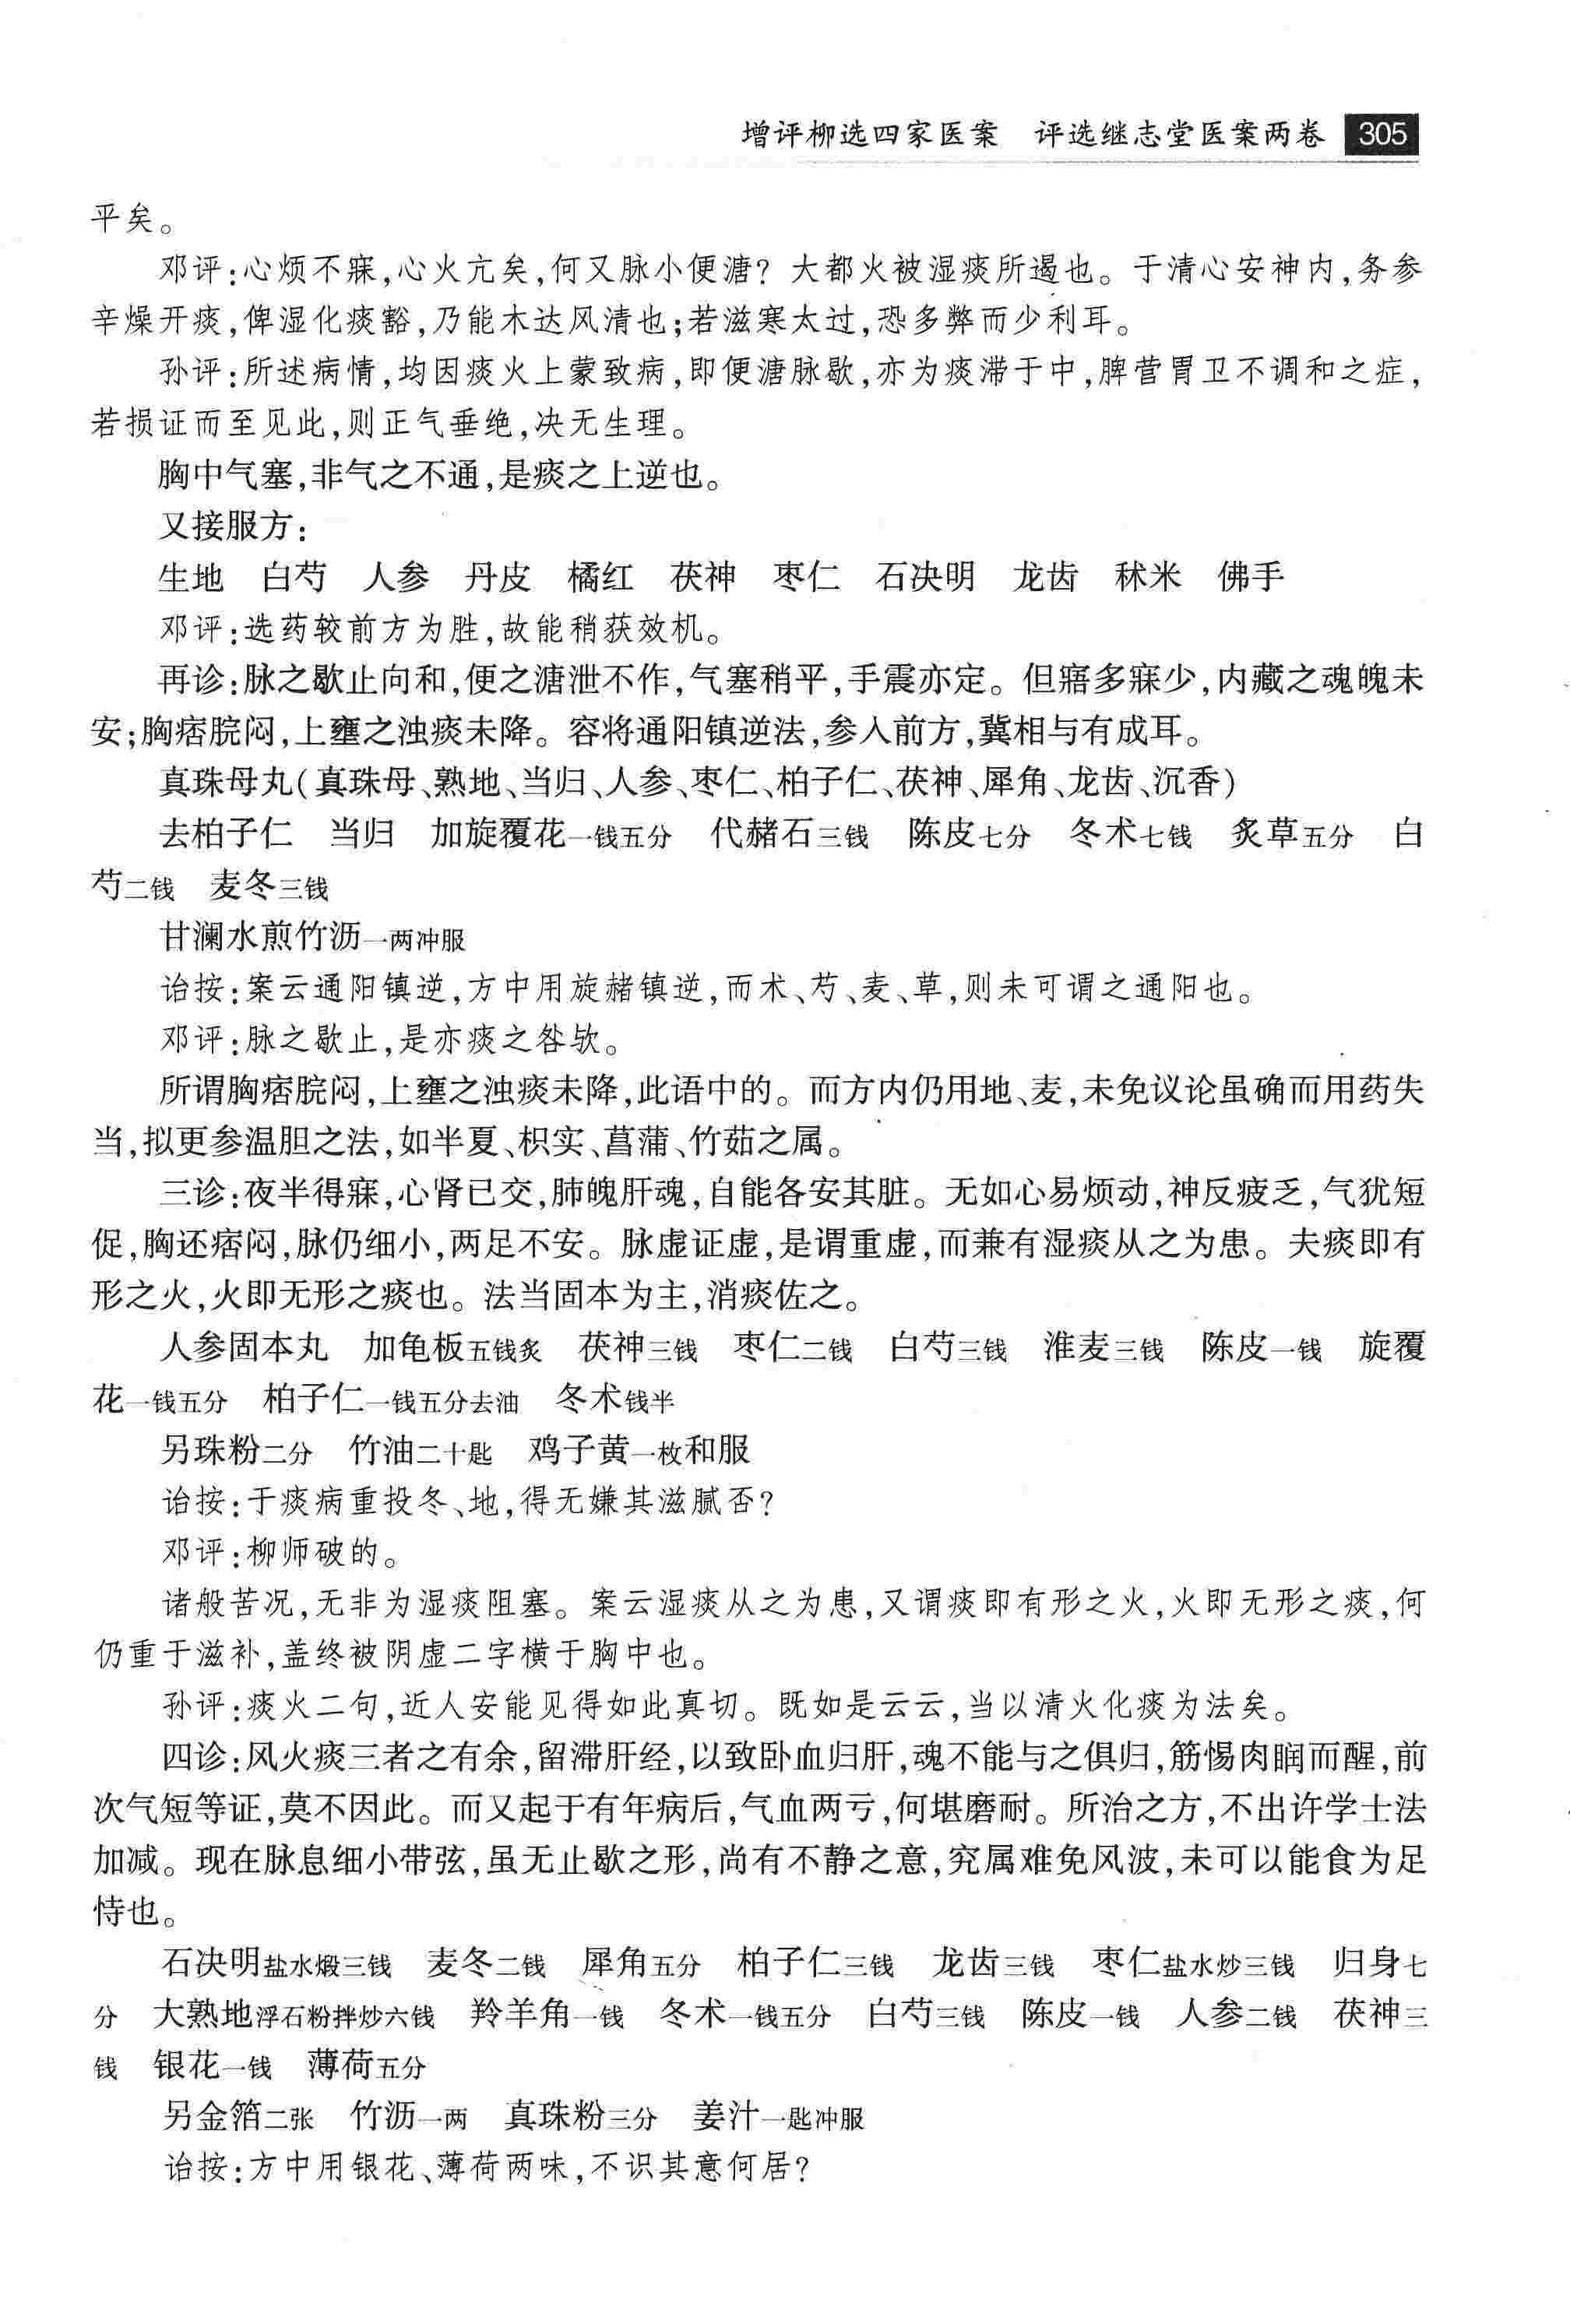 增评柳选四家医案　评选继志堂医案两卷　305
平矣。
邓评:心烦不寐,心火亢矣,何又脉小便溏? 大都火被湿痰所遏也。于清心安神内,务参
辛燥开痰,俾湿化痰豁,乃能木达风清也;若滋寒太过,恐多弊而少利耳。
孙评:所述病情,均因痰火上蒙致病,即便溏脉歇,亦为痰滞于中,脾营胃卫不调和之症,
若损证而至见此,则正气垂绝,决无生理。
胸中气塞,非气之不通,是痰之上逆也。
又接服方:
生地　白芍　人参　丹皮　橘红　茯神　枣仁　石决明　龙齿　秫米　佛手
邓评:选药较前方为胜,故能稍获效机。
再诊:脉之歇止向和,便之溏泄不作,气塞稍平,手震亦定。但寤多寐少,内藏之魂魄未
安;胸痞脘闷,上壅之浊痰未降。容将通阳镇逆法,参入前方,冀相与有成耳。
真珠母丸(真珠母、熟地、当归、人参、枣仁、柏子仁、茯神、犀角、龙齿、沉香)
去柏子仁　当归　加旋覆花一钱五分　代赭石三钱　陈皮七分　冬术七钱　炙草五分　白
芍二钱　麦冬三钱
甘澜水煎竹沥一两冲服
诒按:案云通阳镇逆,方中用旋赭镇逆,而术、芍、麦、草,则未可谓之通阳也。
邓评:脉之歇止,是亦痰之咎欤。
所谓胸痞脘闷,上壅之浊痰未降,此语中的。而方内仍用地、麦,未免议论虽确而用药失
当,拟更参温胆之法,如半夏、枳实、菖蒲、竹茹之属。
三诊:夜半得寐,心肾已交,肺魄肝魂,自能各安其脏。无如心易烦动,神反疲乏,气犹短
促,胸还痞闷,脉仍细小,两足不安。脉虚证虚,是谓重虚,而兼有湿痰从之为患。夫痰即有
形之火,火即无形之痰也。法当固本为主,消痰佐之。
人参固本丸　加龟板五钱炙　茯神三钱　枣仁二钱　白芍三钱　淮麦三钱　陈皮一钱　旋覆
花一钱五分　柏子仁一钱五分去油　冬术钱半
另珠粉二分　竹油二十匙　鸡子黄一枚和服
诒按:于痰病重投冬、地,得无嫌其滋腻否?
邓评:柳师破的。
诸般苦况,无非为湿痰阻塞。案云湿痰从之为患,又谓痰即有形之火,火即无形之痰,何
仍重于滋补,盖终被阴虚二字横于胸中也。
孙评:痰火二句,近人安能见得如此真切。既如是云云,当以清火化痰为法矣。
四诊:风火痰三者之有余,留滞肝经,以致卧血归肝,魂不能与之俱归,筋惕肉瞤而醒,前
次气短等证,莫不因此。而又起于有年病后,气血两亏,何堪磨耐。所治之方,不出许学士法
加减。现在脉息细小带弦,虽无止歇之形,尚有不静之意,究属难免风波,未可以能食为足
恃也。
石决明盐水煅三钱　麦冬二钱　犀角五分　柏子仁三钱　龙齿三钱　枣仁盐水炒三钱　归身七
分　大熟地浮石粉拌炒六钱　羚羊角一钱　冬术一钱五分　白芍三钱　陈皮一钱　人参二钱　茯神三
钱　银花一钱　薄荷五分
另金箔二张　竹沥一两　真珠粉三分　姜汁一匙冲服
诒按:方中用银花、薄荷两味,不识其意何居?